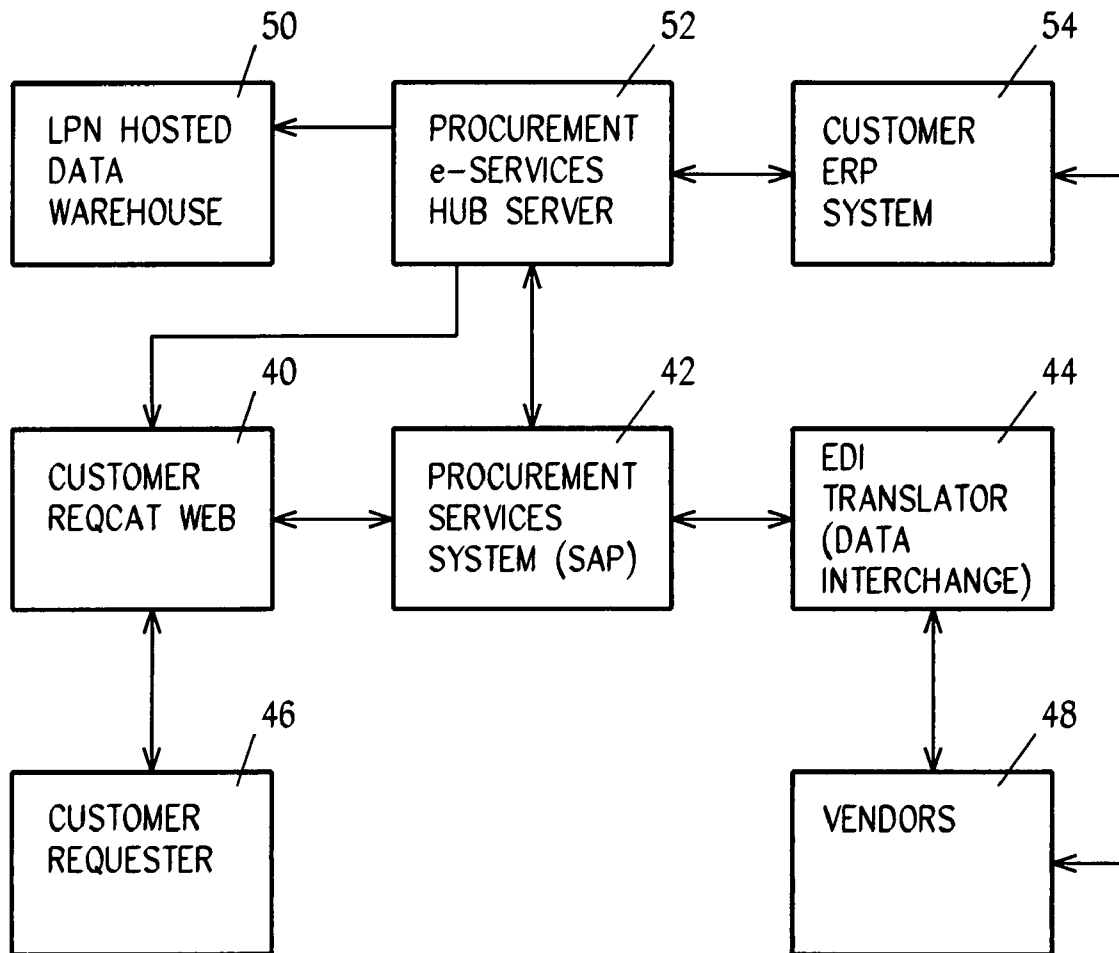 50
52
54
LPN HOSTED
DATA
WAREHOUSE
PROCUREMENT
e-SERVICES
HUB SERVER
CUSTOMER
ERP
SYSTEM
40
42
44
CUSTOMER
REQCAT WEB
PROCUREMENT
SERVICES
SYSTEM (SAP)
EDI
TRANSLATOR
(DATA
INTERCHANGE)
46
48
CUSTOMER
REQUESTER
VENDORS